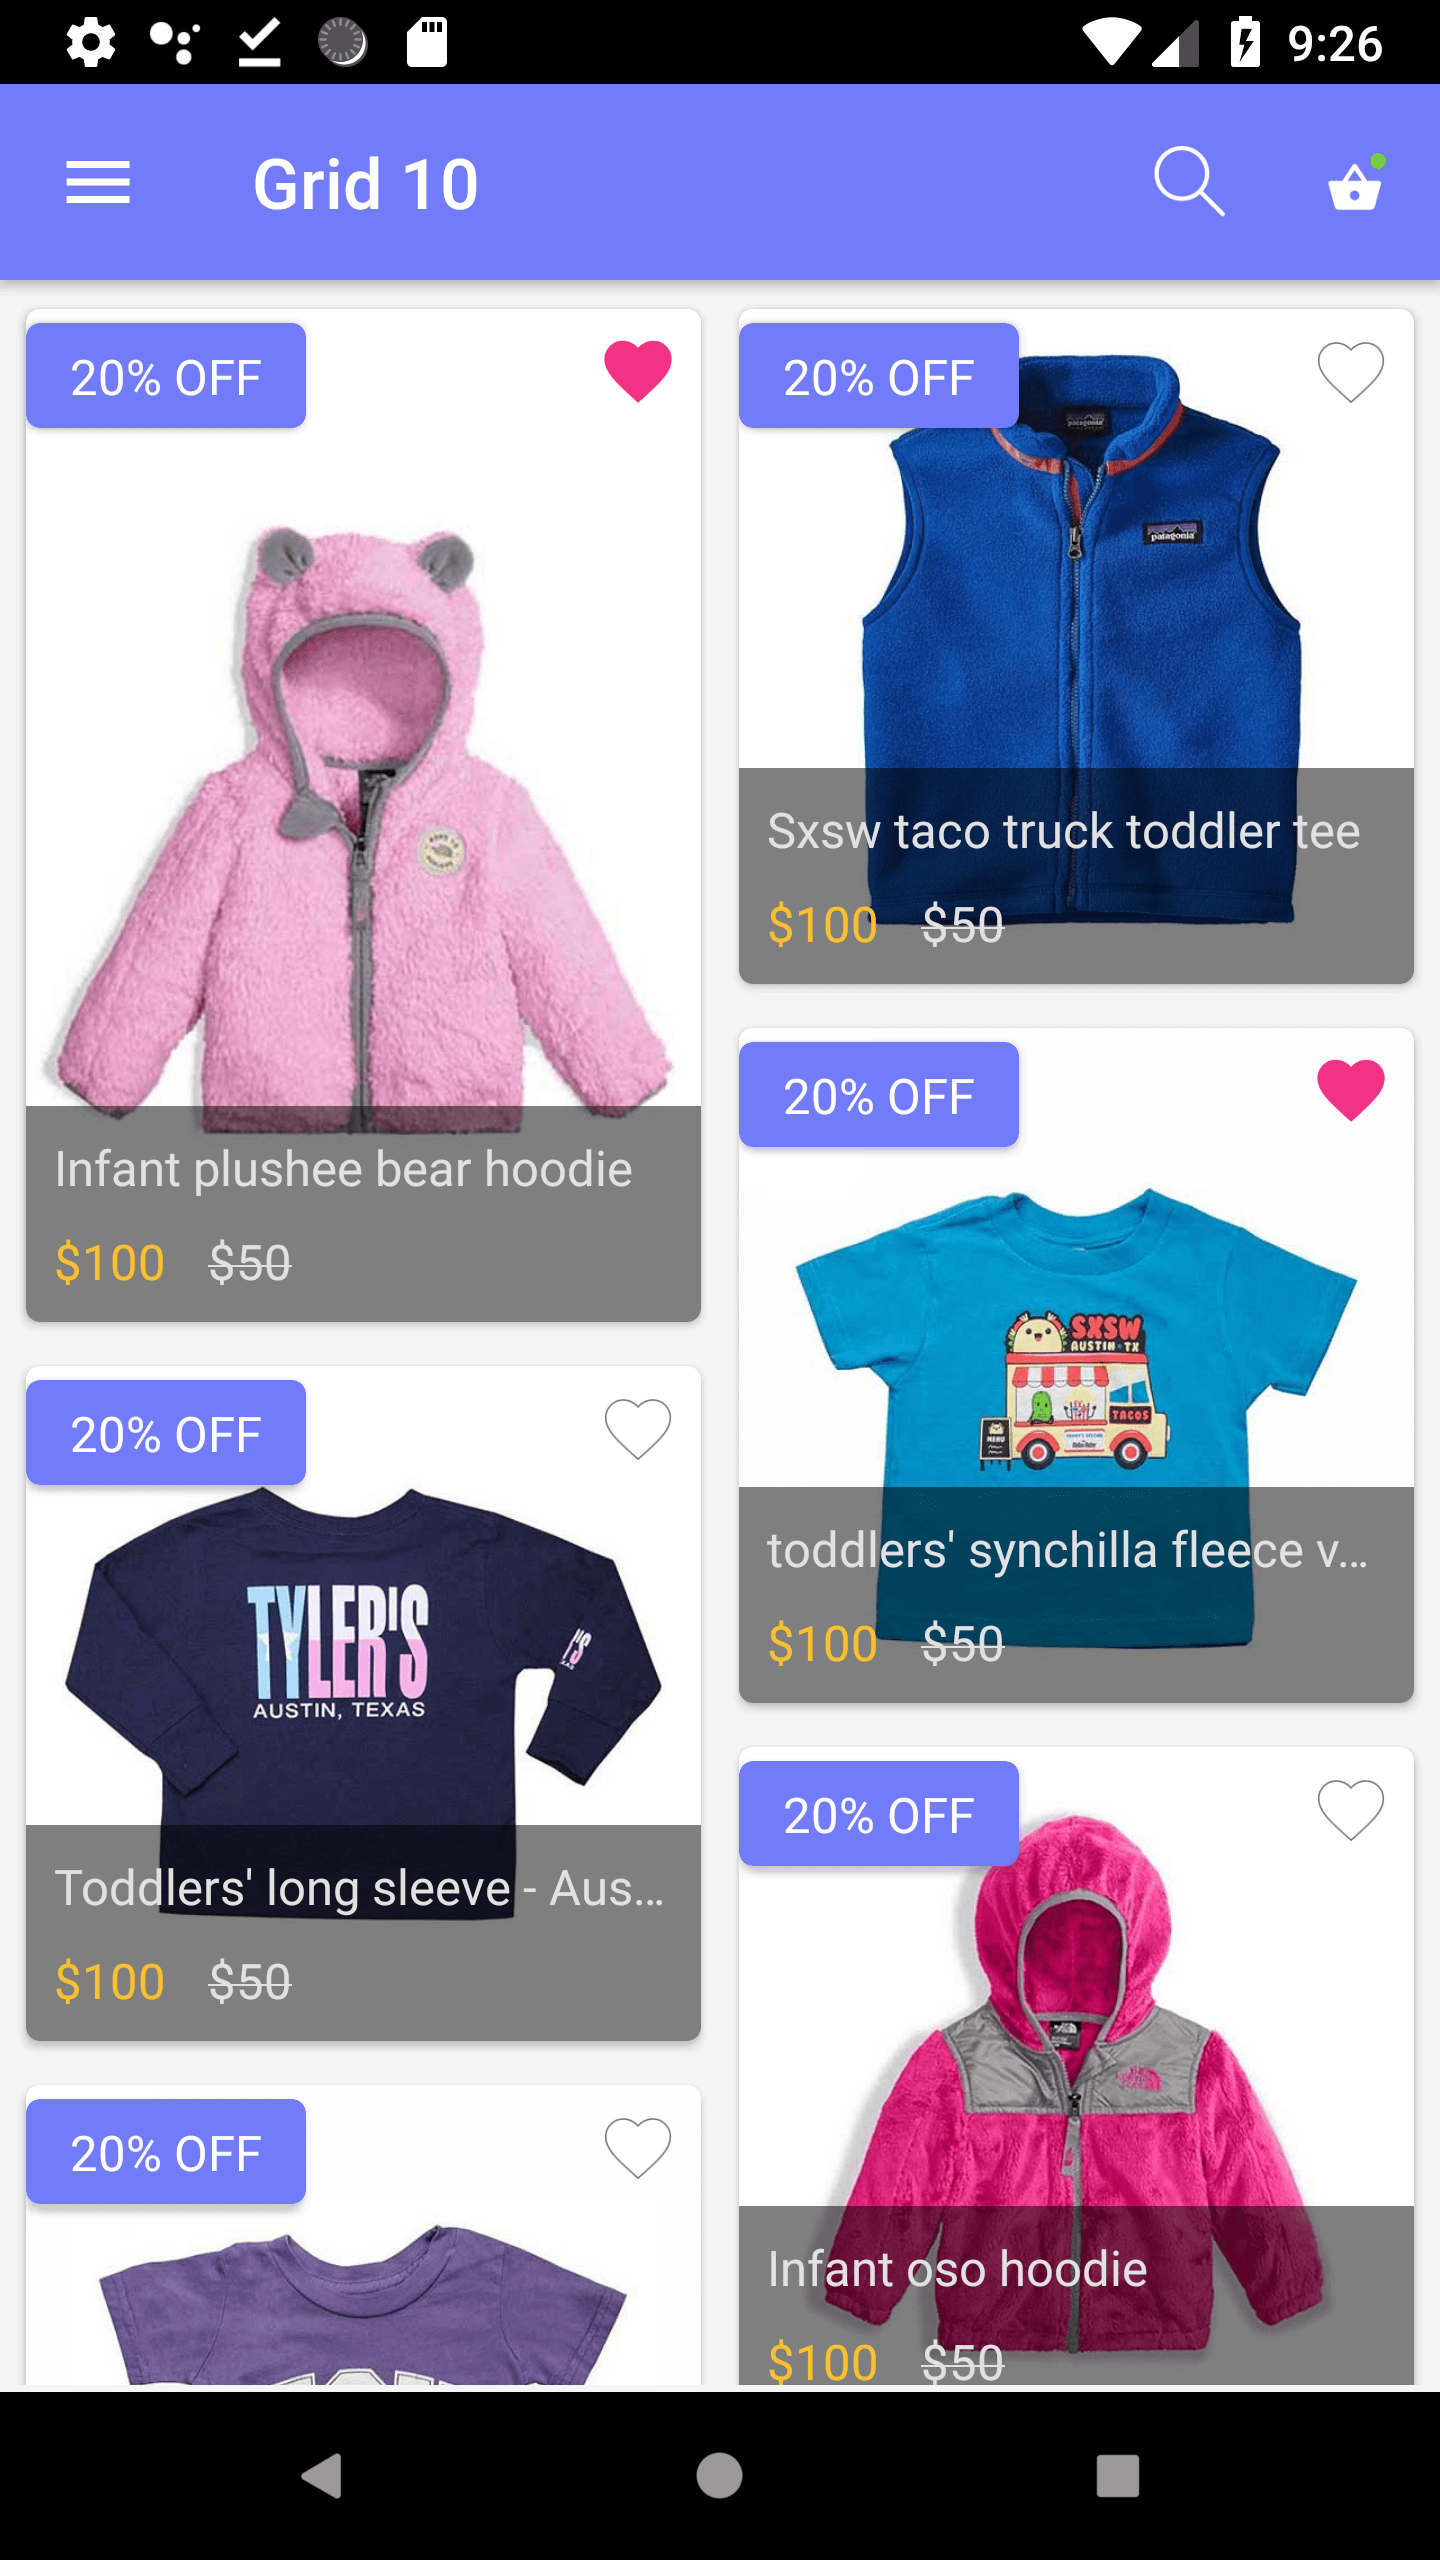 9:26
Grid 10
20% OFF
Infant plushee bear hoodie
$100 $50
20% OFF
patagonia
patagonia
Sxsw taco truck toddler tee
$100 $50
20% OFF
SXSW
AUSTIN TX
TACOS
MENU
toddlers' synchilla fleece v...
$100 $50
20% OFF
TYLER'S
AUSTIN, TEXAS
Toddlers' long sleeve - Aus...
$100 $50
20% OFF
Infant oso hoodie
$100 $50
20% OFF